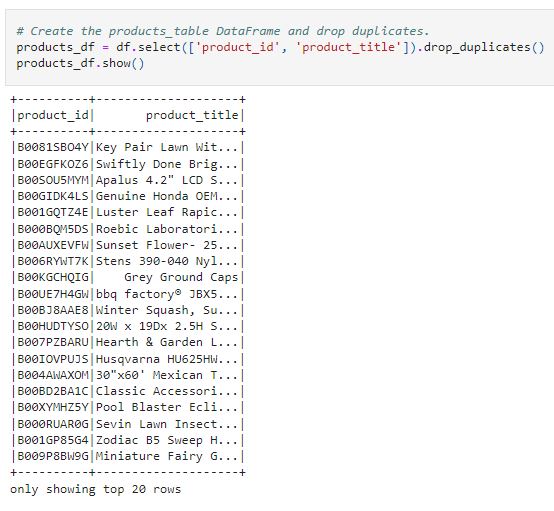 # Create the products_table DataFrame and drop duplicates.
products_df = df.select(['product_id', 'product_title']).drop_duplicates()
products_df.show()
+----------+--------------------+
|product_id|       product_title|
+----------+--------------------+
|B0081SBO4Y|Key Pair Lawn Wit...|
|B00EGFKOZ6|Swiftly Done Brig...|
|B00SOU5MYM|Apalus 4.2" LCD S...|
|B00GIDK4LS|Genuine Honda OEM...|
|B001GQTZ4E|Luster Leaf Rapic...|
|B000BQM5DS|Roebic Laboratori...|
|B00AUXEVFW|Sunset Flower- 25...|
|B006RYWT7K|Stens 390-040 Nyl...|
|B00KGCHQIG|    Grey Ground Caps|
|B00UE7H4GW|bbq factory® JBX5...|
|B00BJ8AAE8|Winter Squash, Su...|
|B00HUDTYSO|20W x 19Dx 2.5H S...|
|B007PZBARU|Hearth & Garden L...|
|B00IOVPUJS|Husqvarna HU625HW...|
|B004AWAXOM|30"x60' Mexican T...|
|B00BD2BA1C|Classic Accessori...|
|B00XYMHZ5Y|Pool Blaster Ecli...|
|B000RUAR0G|Sevin Lawn Insect...|
|B001GP85G4|Zodiac B5 Sweep H...|
|B009P8BW9G|Miniature Fairy G...|
+----------+--------------------+
only showing top 20 rows